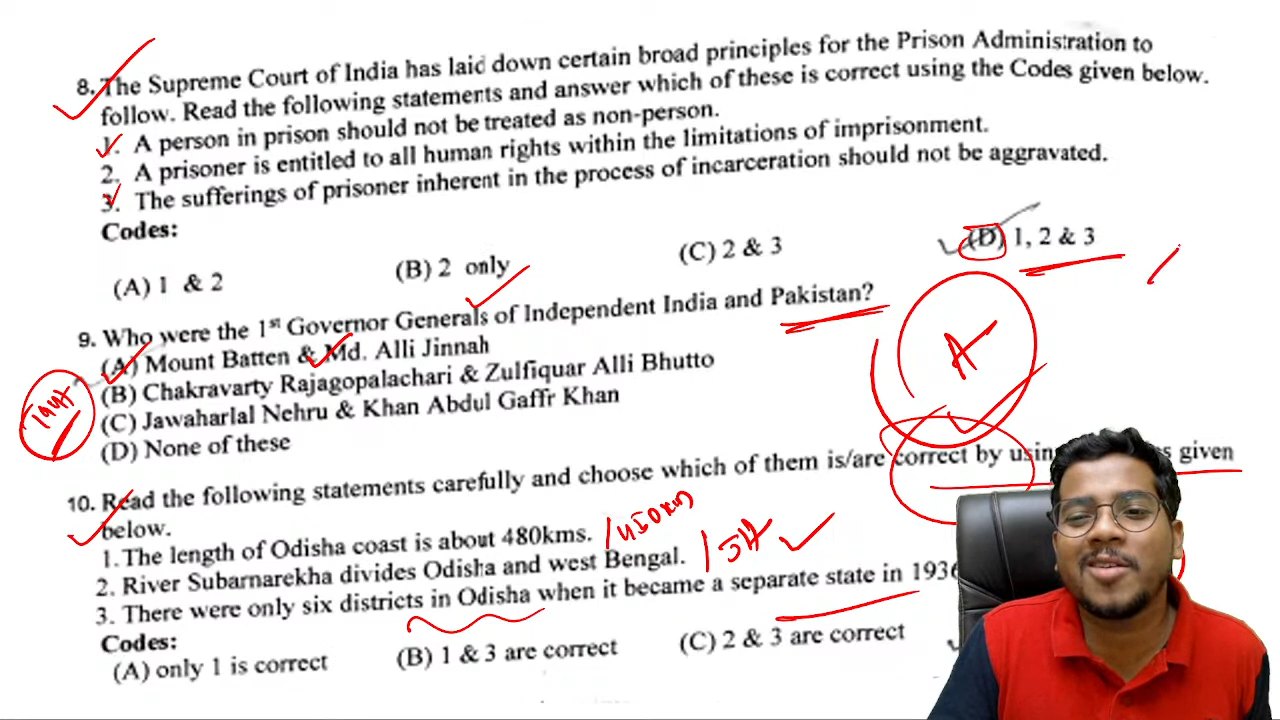 8. The Supreme Court of India has laid down certain broad principles for the Prison Administration to
follow. Read the following statements and answer which of these is correct using the Codes given below.
1. A person in prison should not be treated as non-person.
2. A prisoner is entitled to all human rights within the limitations of imprisonment.
3. The sufferings of prisoner inherent in the process of incarceration should not be aggravated.
Codes:
(A) 1 & 2 (B) 2 only (C) 2 & 3 (D) 1, 2 & 3
9. Who were the 1st Governor Generals of Independent India and Pakistan?
(A) Mount Batten & Md. Alli Jinnah
(B) Chakravarty Rajagopalachari & Zulfiquar Alli Bhutto
(C) Jawaharlal Nehru & Khan Abdul Gaffr Khan
(D) None of these
A
10. Read the following statements carefully and choose which of them is/are correct by using given
below.
1. The length of Odisha coast is about 480kms. /450km
2. River Subarnarekha divides Odisha and west Bengal.
3. There were only six districts in Odisha when it became a separate state in 1936
Codes:
(A) only 1 is correct (B) 1 & 3 are correct (C) 2 & 3 are correct